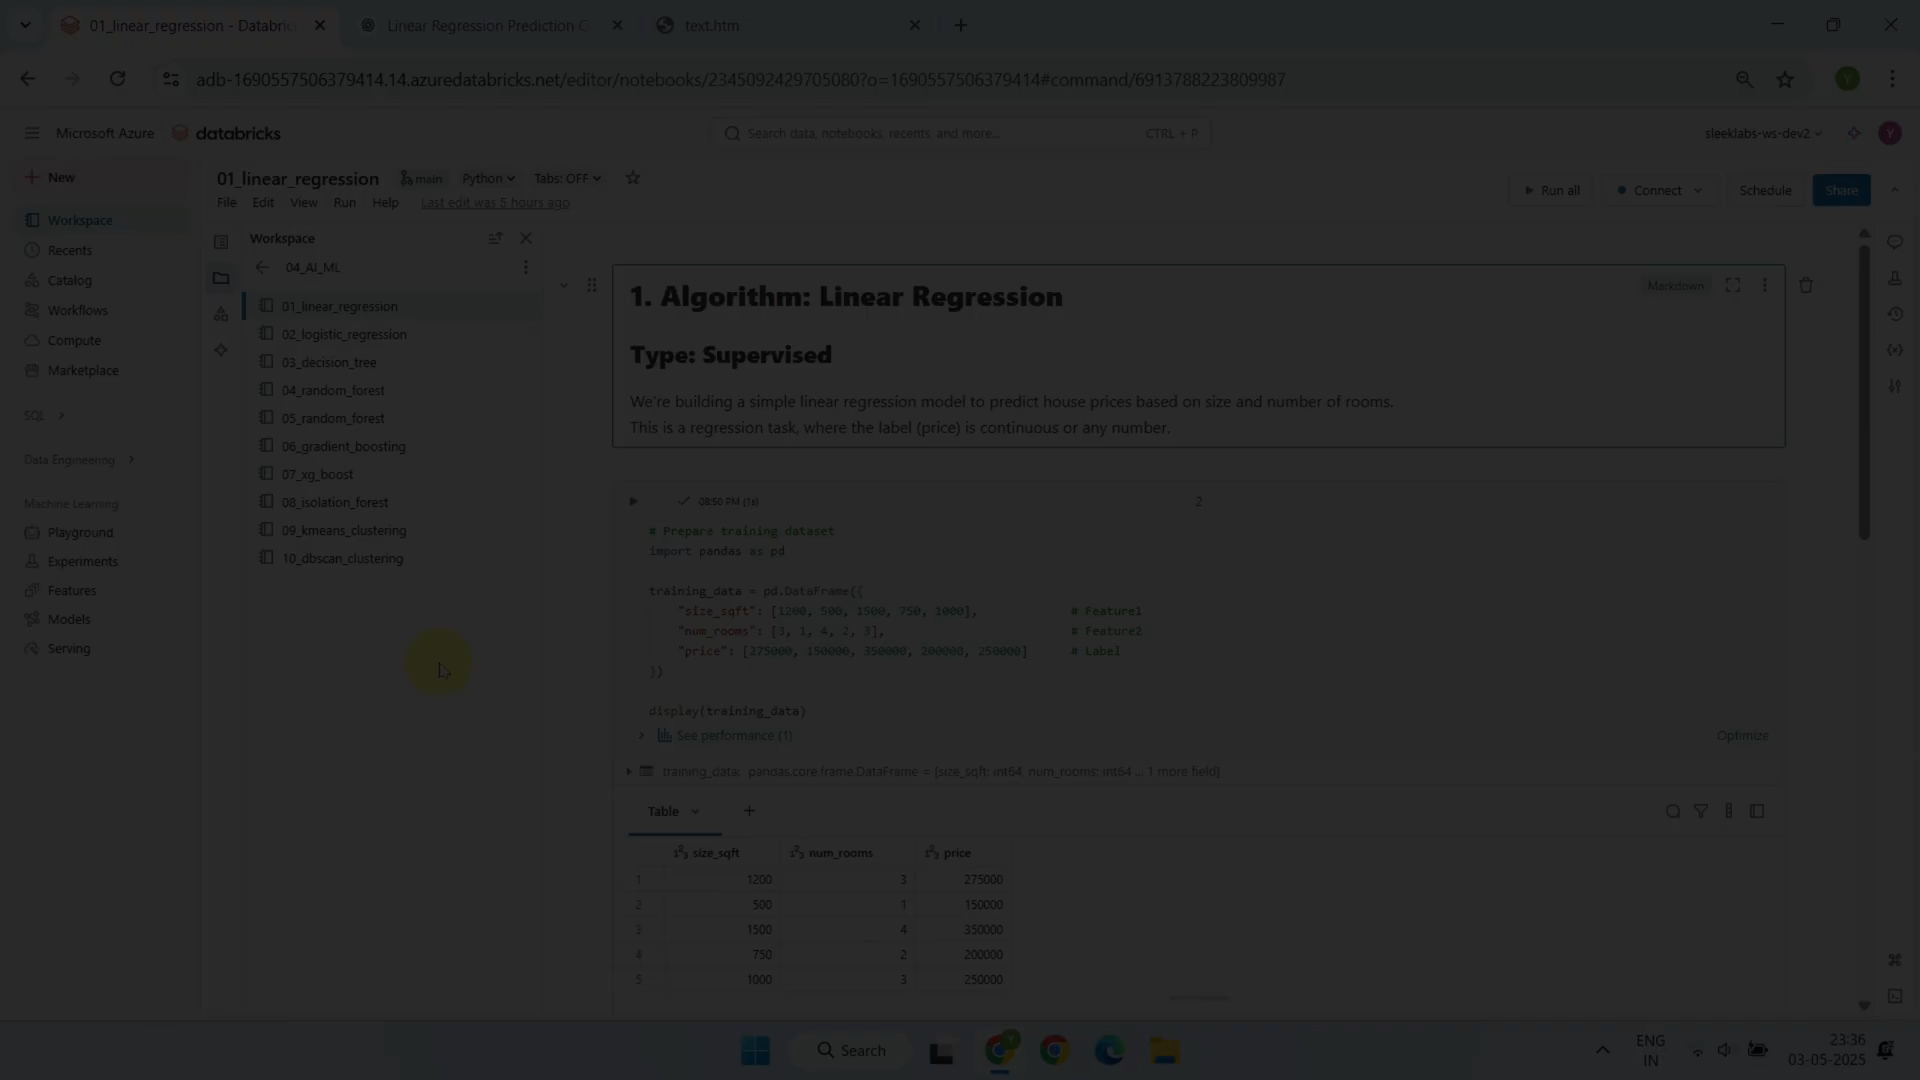 01_linear_regression - Databric
Linear Regression Prediction C
text.htm
adb-1690557506379414.14.azuredatabricks.net/editor/notebooks/2345092429705080?o=1690557506379414#command/6913788223809987
Y
Microsoft Azure
databricks
Search data, notebooks, recents, and more...
CTRL + P
sleeklabs-ws-dev2
Y
New
Workspace
Recents
Catalog
Workflows
Compute
Marketplace
SQL
Data Engineering
Machine Learning
Playground
Experiments
Features
Models
Serving
01_linear_regression
main
Python
Tabs: OFF
File Edit View Run Help Last edit was 5 hours ago
Run all
Connect
Schedule
Share
Workspace
04_AI_ML
01_linear_regression
02_logistic_regression
03_decision_tree
04_random_forest
05_random_forest
06_gradient_boosting
07_xg_boost
08_isolation_forest
09_kmeans_clustering
10_dbscan_clustering
Markdown
1. Algorithm: Linear Regression
Type: Supervised
We're building a simple linear regression model to predict house prices based on size and number of rooms.
This is a regression task, where the label (price) is continuous or any number.
08:50 PM (1s)
2
# Prepare training dataset
import pandas as pd
training_data = pd.DataFrame({
"size_sqft": [1200, 500, 1500, 750, 1000], # Feature1
"num_rooms": [3, 1, 4, 2, 3], # Feature2
"price": [275000, 150000, 350000, 200000, 250000] # Label
})
display(training_data)
See performance (1)
Optimize
training_data: pandas.core.frame.DataFrame = [size_sqft: int64, num_rooms: int64 ... 1 more field]
Table
size_sqft num_rooms price
1 1200 3 275000
2 500 1 150000
3 1500 4 350000
4 750 2 200000
5 1000 3 250000
Search
ENG
IN
23:36
03-05-2025